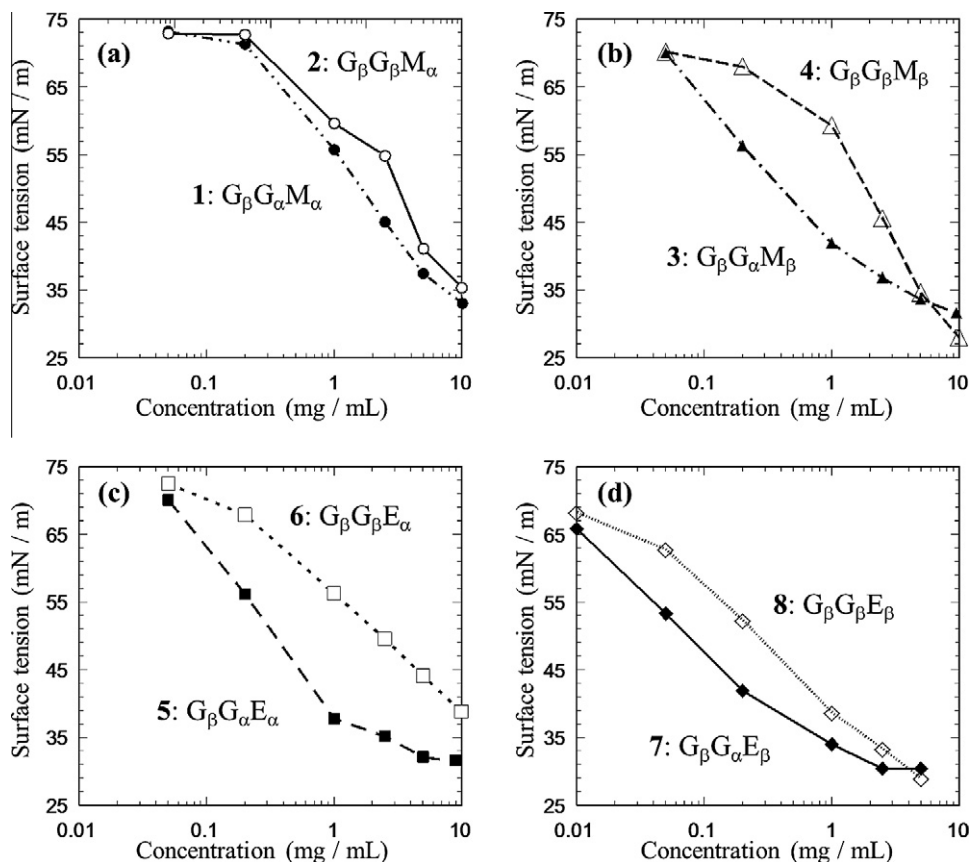 (a)
Surface tension (mN / m)
75
65
55
45
35
25
2: GβGβMα
1: GβGαMα
0.01
0.1
1
10
Concentration (mg / mL)
(b)
Surface tension (mN / m)
75
65
55
45
35
25
4: GβGβMβ
3: GβGαMβ
0.01
0.1
1
10
Concentration (mg / mL)
(c)
Surface tension (mN / m)
75
65
55
45
35
25
6: GβGβEα
5: GβGαEα
0.01
0.1
1
10
Concentration (mg / mL)
(d)
Surface tension (mN / m)
75
65
55
45
35
25
8: GβGβEβ
7: GβGαEβ
0.01
0.1
1
10
Concentration (mg / mL)